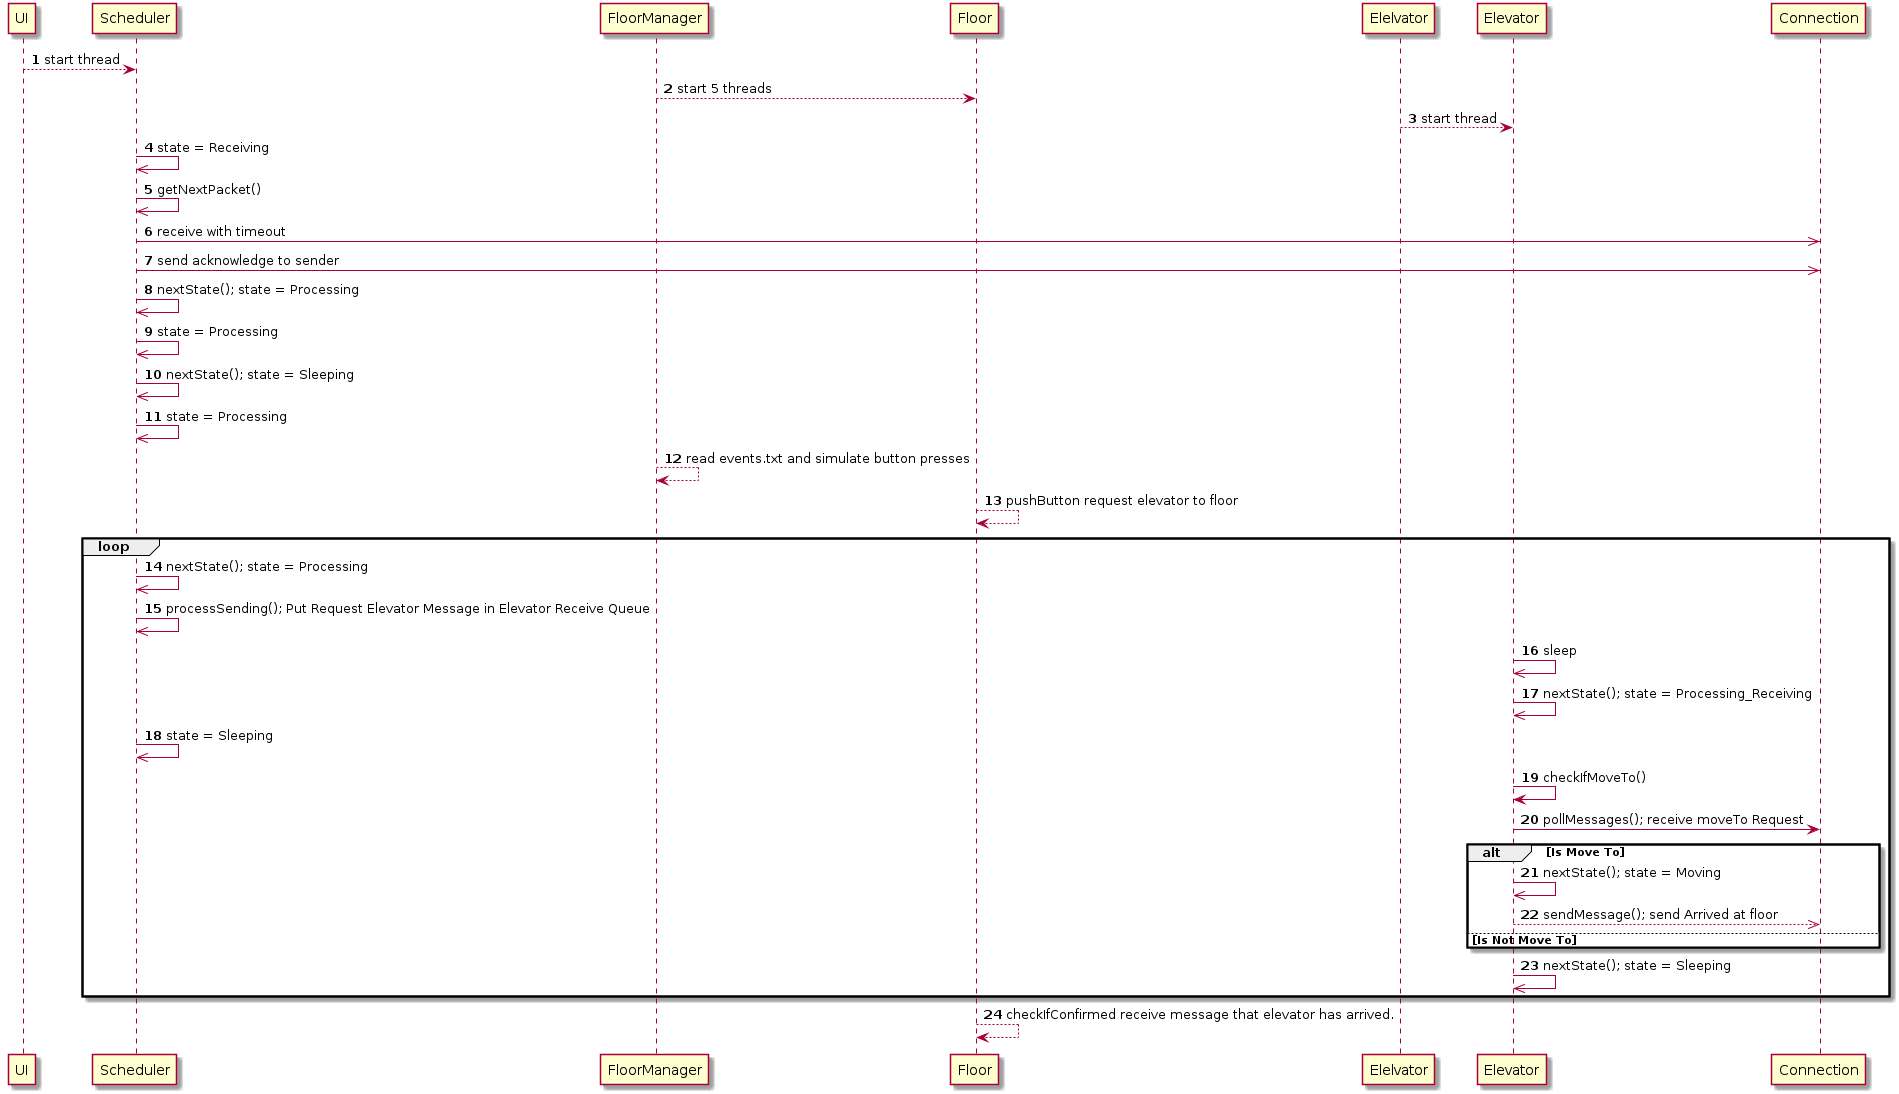 UI
Scheduler
FloorManager
Floor
Elelvator
Elevator
Connection
1 start thread
2 start 5 threads
3 start thread
4 state = Receiving
5 getNextPacket()
6 receive with timeout
7 send acknowledge to sender
8 nextState(); state = Processing
9 state = Processing
10 nextState(); state = Sleeping
11 state = Processing
12 read events.txt and simulate button presses
13 pushButton request elevator to floor
loop
14 nextState(); state = Processing
15 processSending(); Put Request Elevator Message in Elevator Receive Queue
16 sleep
17 nextState(); state = Processing_Receiving
18 state = Sleeping
19 checkIfMoveTo()
20 pollMessages(); receive moveTo Request
alt [Is Move To]
21 nextState(); state = Moving
22 sendMessage(); send Arrived at floor
[Is Not Move To]
23 nextState(); state = Sleeping
24 checkIfConfirmed receive message that elevator has arrived.
UI
Scheduler
FloorManager
Floor
Elelvator
Elevator
Connection